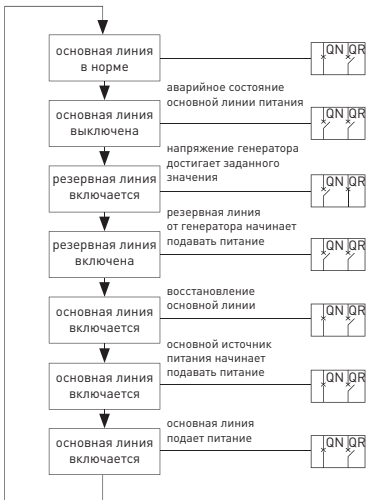 основная линия
в норме
QN QR
аварийное состояние
основной линии питания
основная линия
выключена
QN QR
напряжение генератора
достигает заданного
значения
резервная линия
включается
QN QR
резервная линия
от генератора начинает
подавать питание
резервная линия
включена
QN QR
восстановление
основной линии
основная линия
включается
QN QR
основной источник
питания начинает
подавать питание
основная линия
включается
QN QR
основная линия
подает питание
основная линия
включается
QN QR